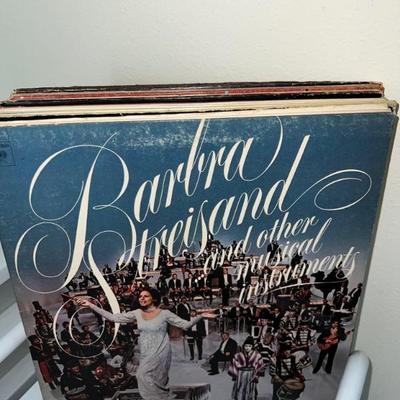 Barbra
Streisand
and other
musical
instruments